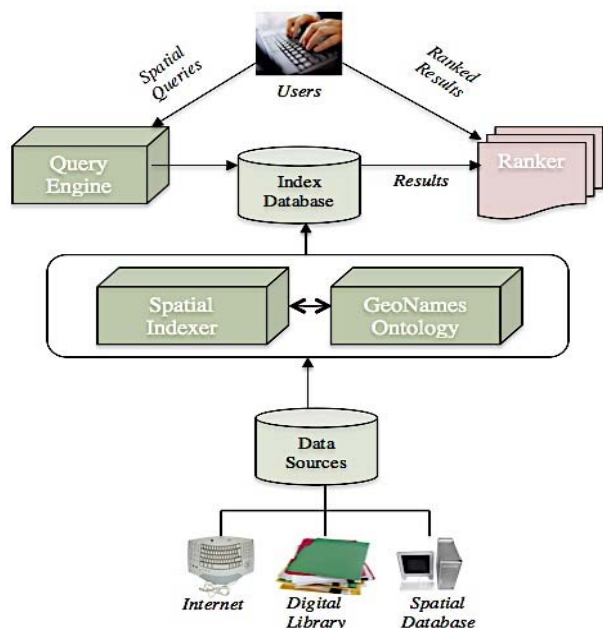 Spatial
Queries
Users
Ranked
Results
Query
Engine
Index
Database
Results
Ranker
Spatial
Indexer
GeoNames
Ontology
Data
Sources
Internet
Digital
Library
Spatial
Database